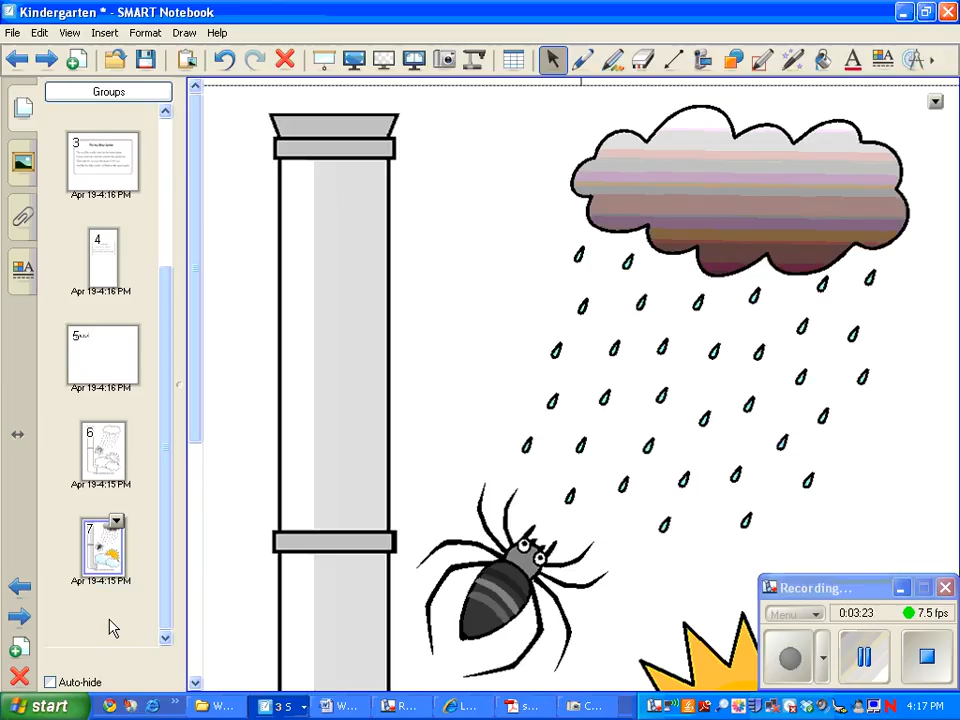 Kindergarten * - SMART Notebook
File Edit View Insert Format Draw Help
Groups
3
Apr 19-4:16 PM
4
Apr 19-4:16 PM
5
Apr 19-4:16 PM
6
Apr 19-4:15 PM
7
Apr 19-4:15 PM
Auto-hide
Recording...
Menu 0:03:23 7.5 fps
start W... 3 S W... R... L... s... C... 4:17 PM